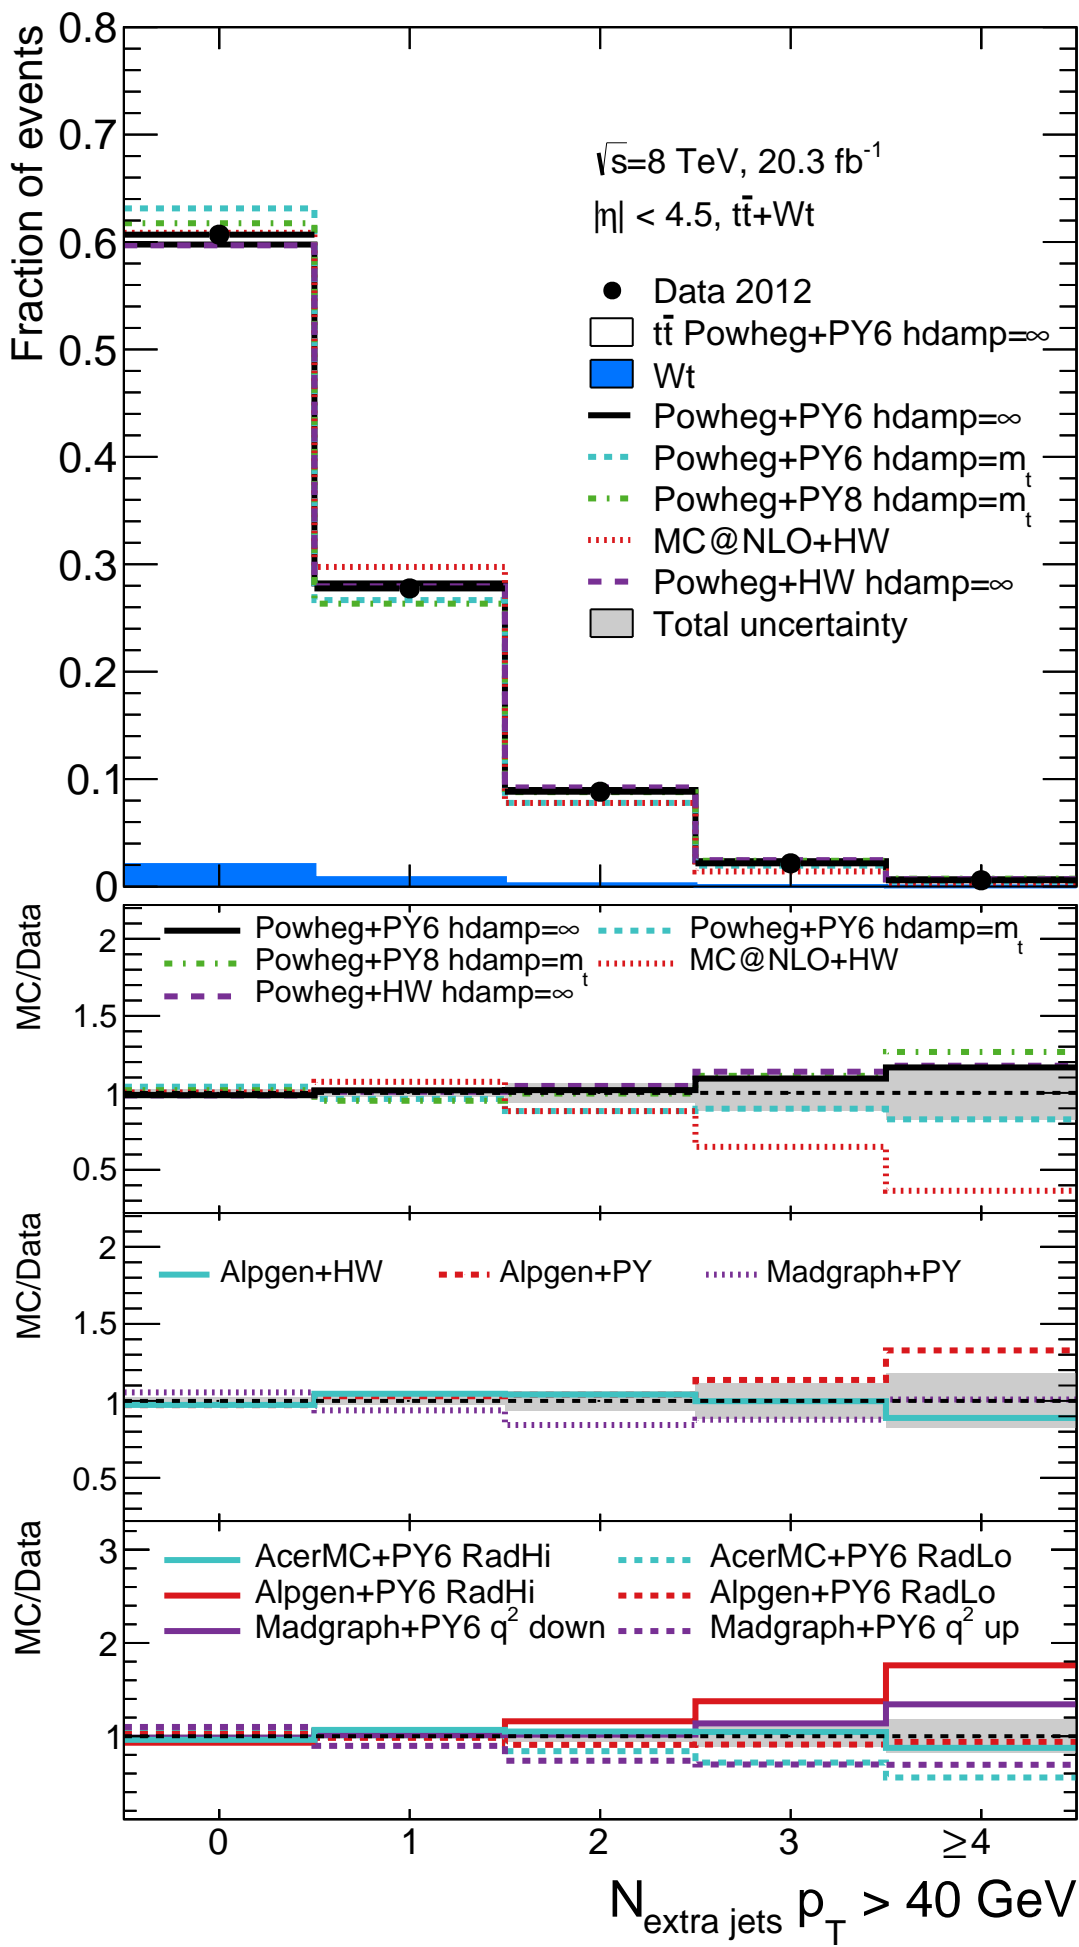 Fraction of events
0.8
0.7
0.6
0.5
0.4
0.3
0.2
0.1
0
√s=8 TeV, 20.3 fb⁻¹
|η| < 4.5, tt̄+Wt
Data 2012
tt̄ Powheg+PY6 hdamp=∞
Wt
Powheg+PY6 hdamp=∞
Powheg+PY6 hdamp=mₜ
Powheg+PY8 hdamp=mₜ
MC@NLO+HW
Powheg+HW hdamp=∞
Total uncertainty
MC/Data
2
1.5
1
0.5
Powheg+PY6 hdamp=∞ Powheg+PY6 hdamp=mₜ
Powheg+PY8 hdamp=mₜ MC@NLO+HW
Powheg+HW hdamp=∞
MC/Data
2
1.5
1
0.5
Alpgen+HW Alpgen+PY Madgraph+PY
MC/Data
3
2
1
AcerMC+PY6 RadHi AcerMC+PY6 RadLo
Alpgen+PY6 RadHi Alpgen+PY6 RadLo
Madgraph+PY6 q² down Madgraph+PY6 q² up
0 1 2 3 ≥4
N extra jets p_T > 40 GeV